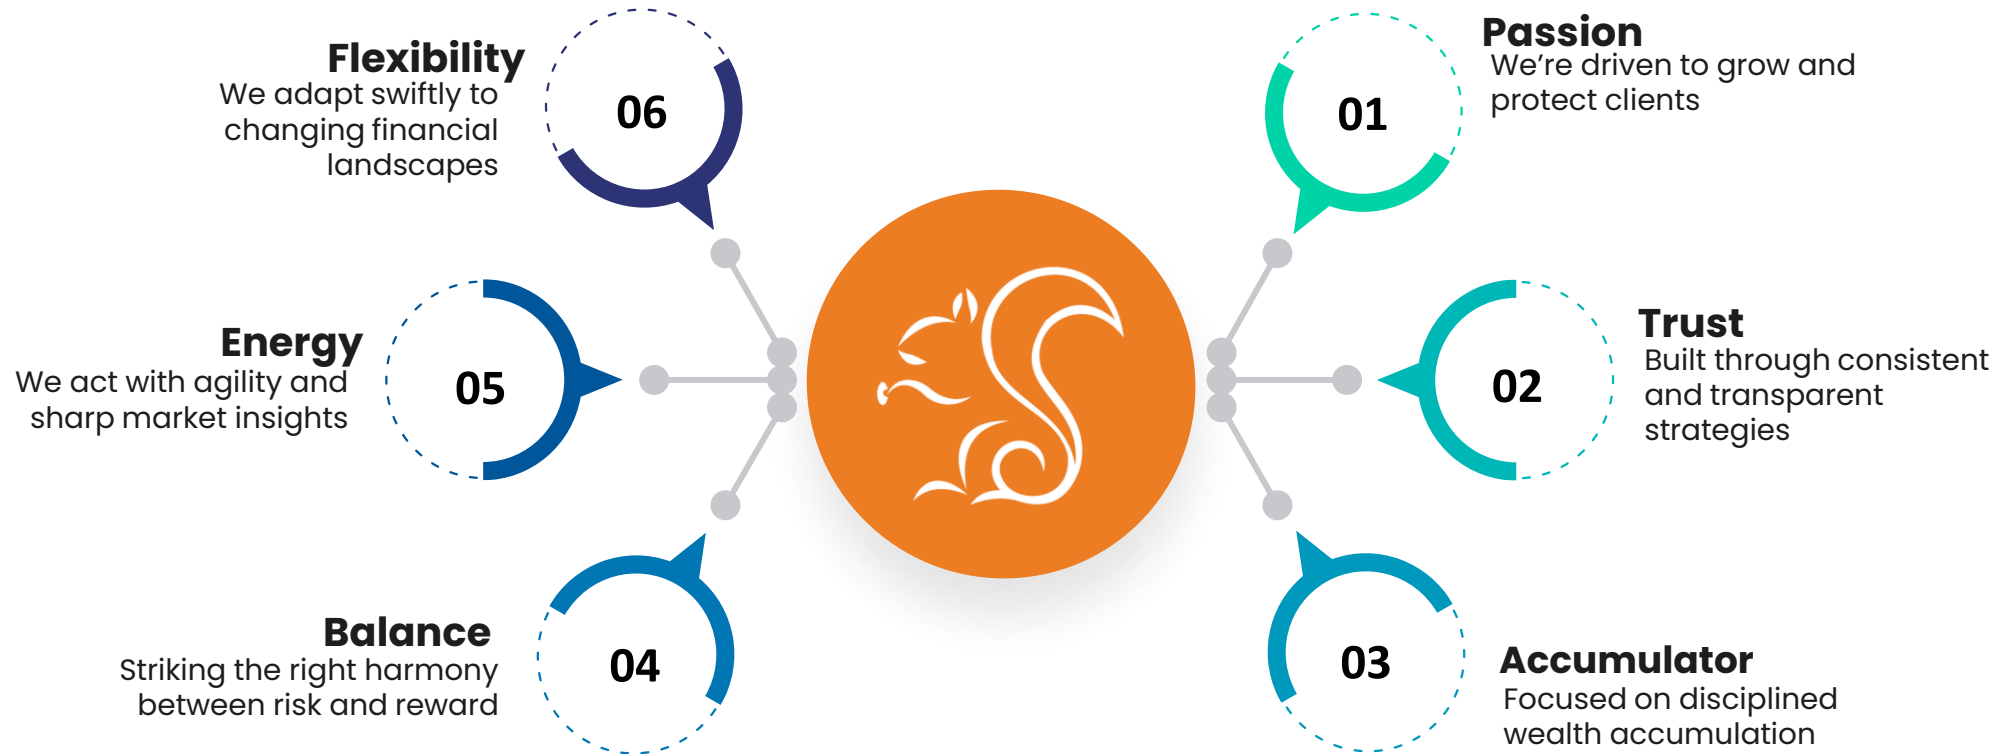 01
Passion
We're driven to grow and
protect clients
02
Trust
Built through consistent
and transparent
strategies
03
Accumulator
Focused on disciplined
wealth accumulation
04
Balance
Striking the right harmony
between risk and reward
05
Energy
We act with agility and
sharp market insights
06
Flexibility
We adapt swiftly to
changing financial
landscapes